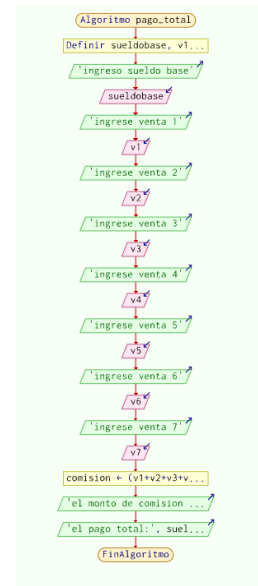 Algoritmo pago_total
Definir sueldobase, v1...
'ingreso sueldo base'
sueldobase
'ingrese venta 1'
v1
'ingrese venta 2'
v2
'ingrese venta 3'
v3
'ingrese venta 4'
v4
'ingrese venta 5'
v5
'ingrese venta 6'
v6
'ingrese venta 7'
v7
comision ← (v1+v2+v3+v...
'el monto de comision ...
'el pago total:', suel...
FinAlgoritmo